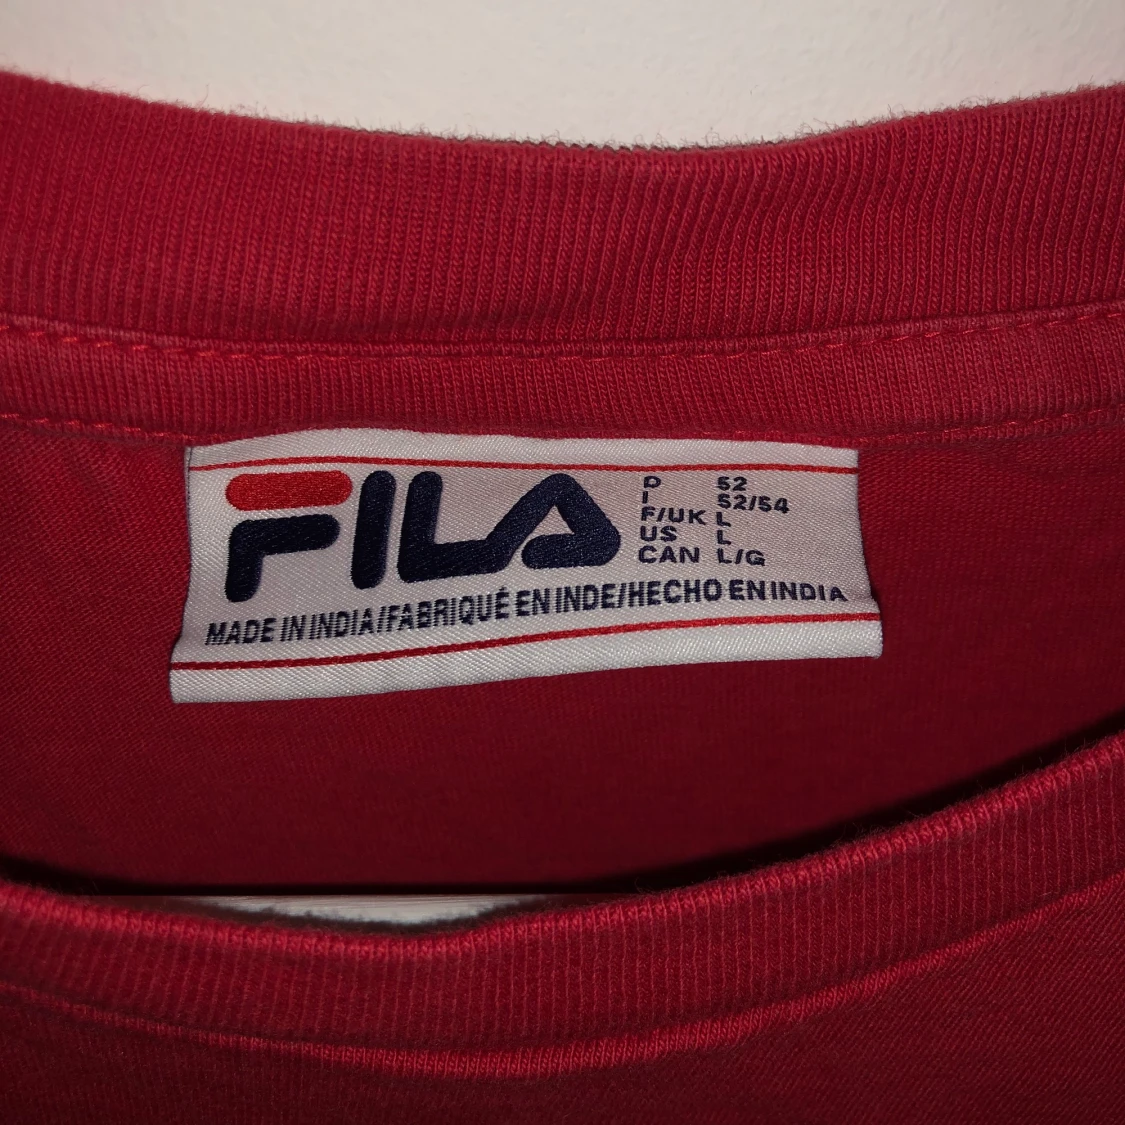 FILA
D 52
I 52/54
F/UK L
US L
CAN L/G
MADE IN INDIA/FABRIQUÉ EN INDE/HECHO EN INDIA